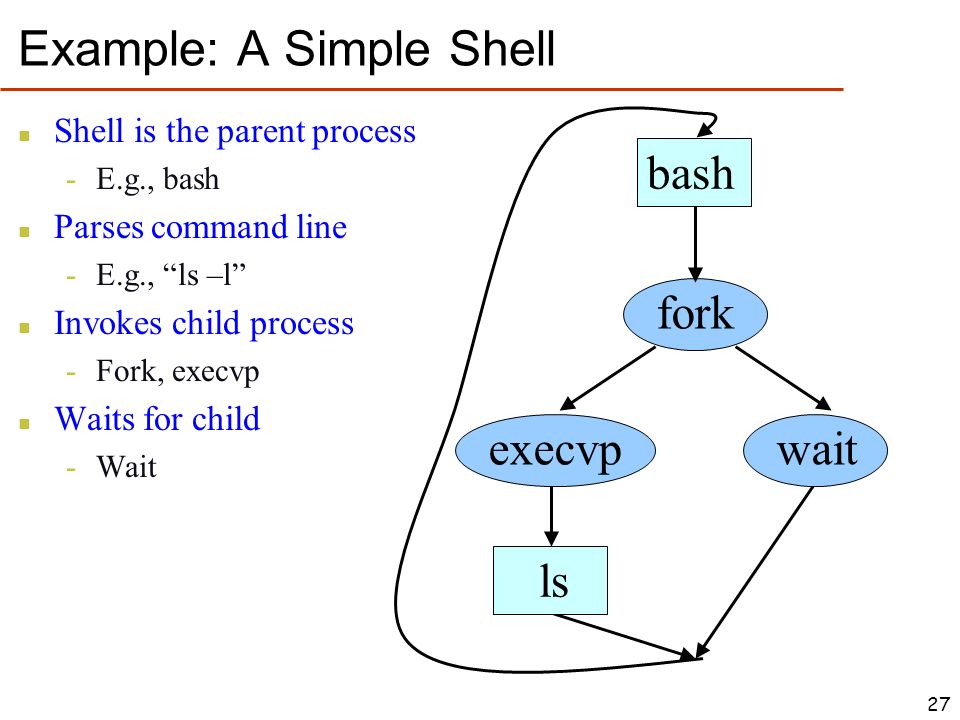 Example: A Simple Shell
Shell is the parent process
- E.g., bash
Parses command line
- E.g., “ls –l”
Invokes child process
- Fork, execvp
Waits for child
- Wait
bash
fork
execvp
wait
ls
27